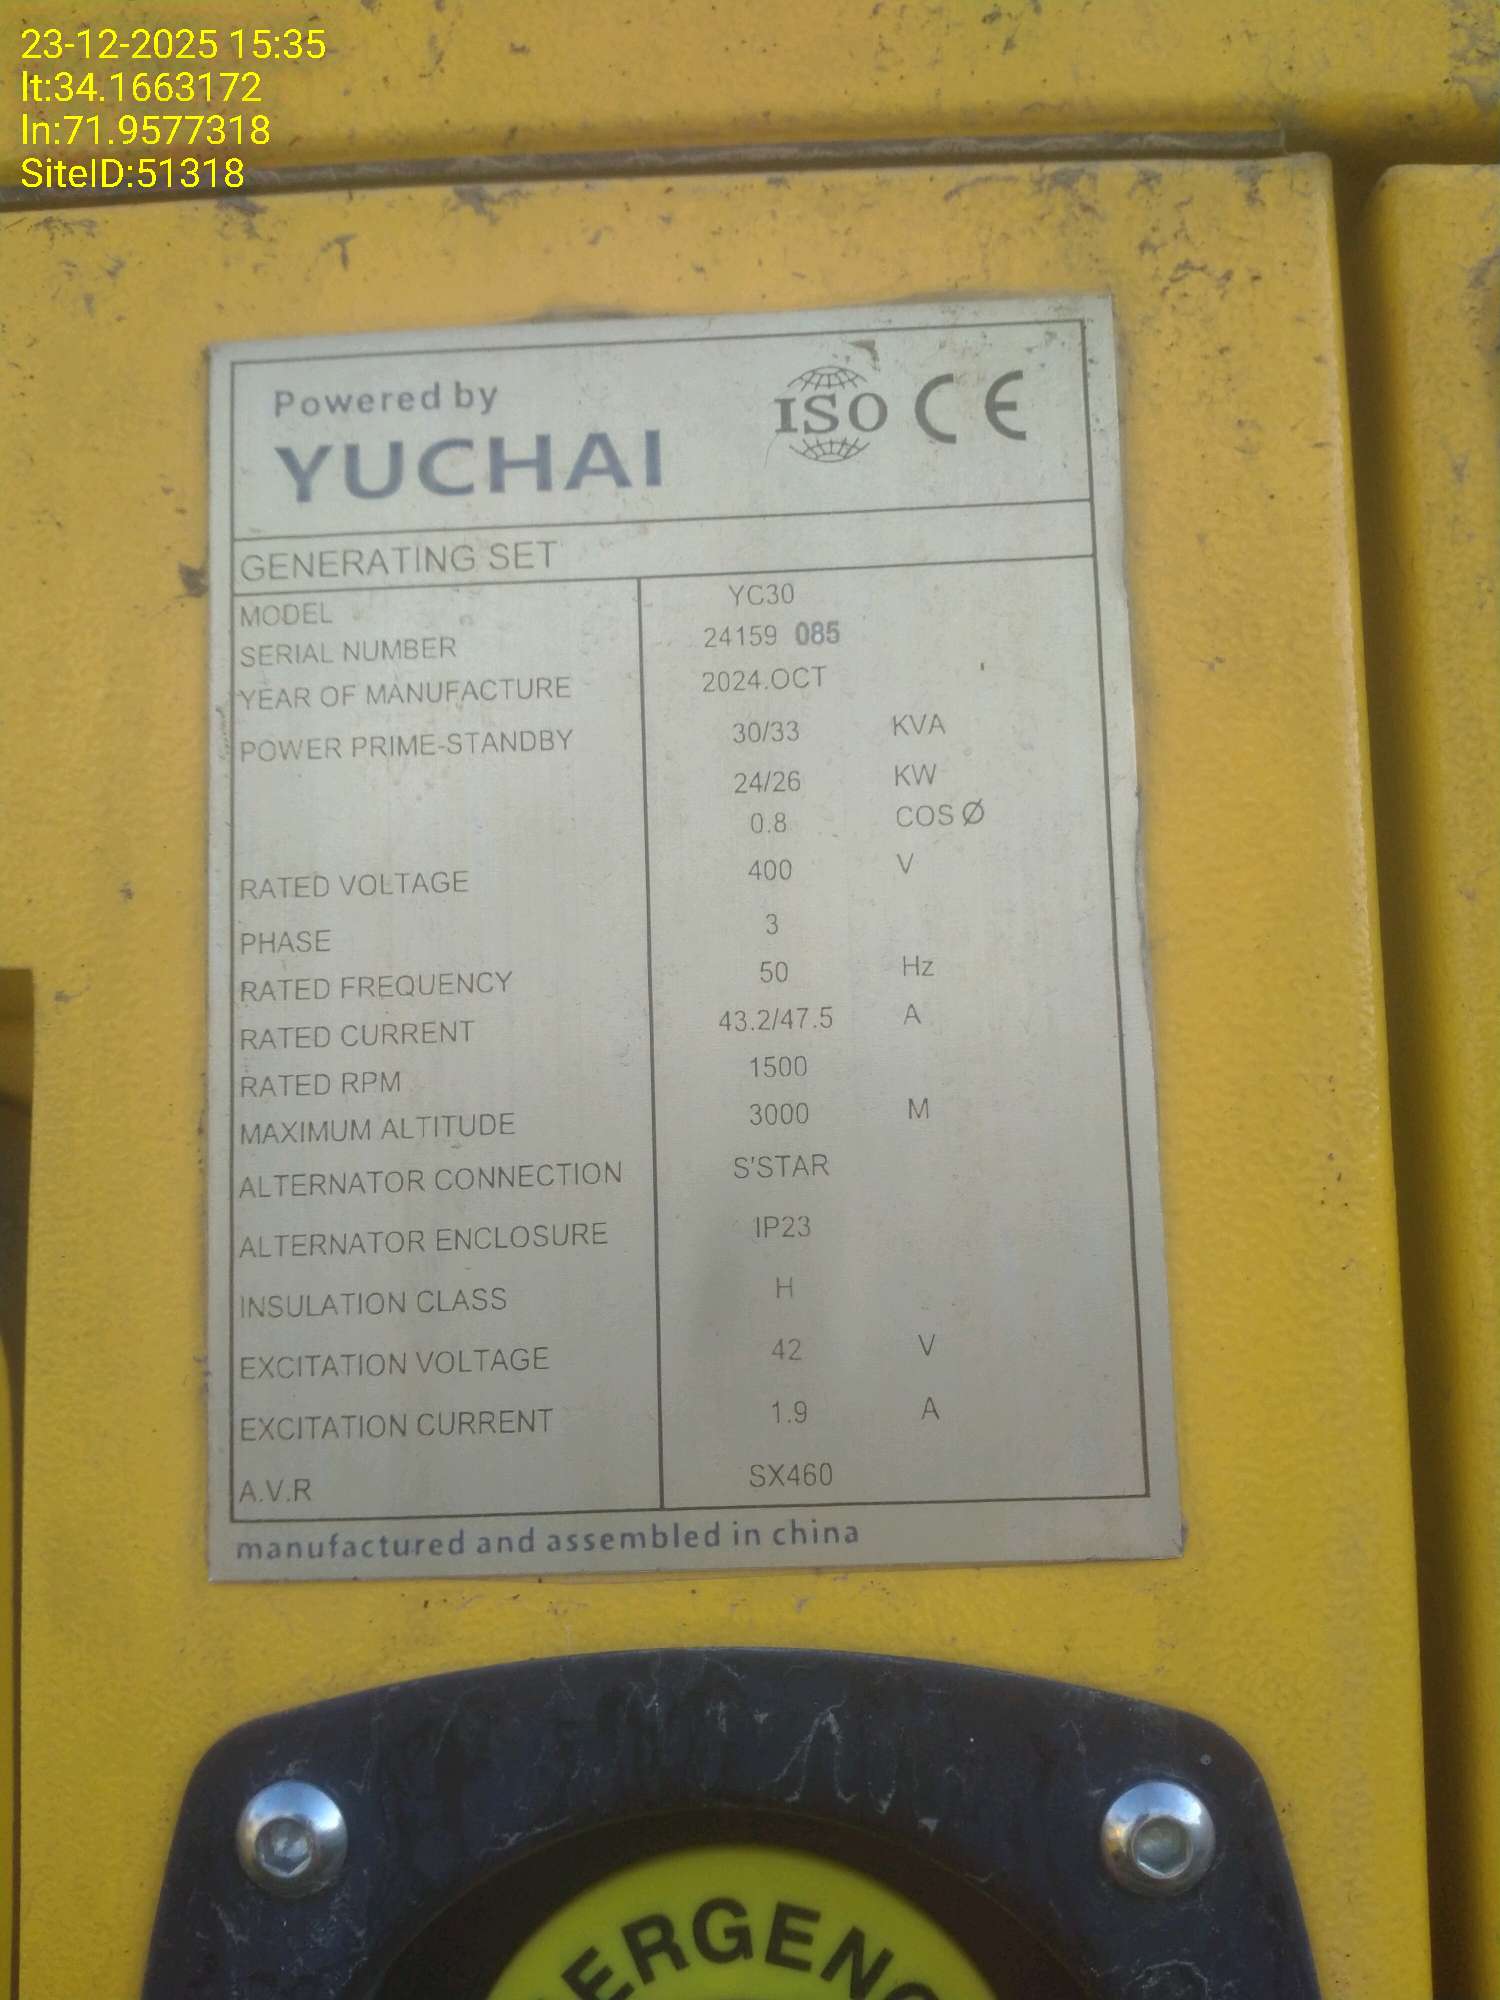 23-12-2025 15:35
lt:34.1663172
ln:71.9577318
SiteID:51318
Powered by
YUCHAI
ISO CE
GENERATING SET
MODEL YC30
SERIAL NUMBER 24159 085
YEAR OF MANUFACTURE 2024.OCT
POWER PRIME-STANDBY 30/33 KVA
24/26 KW
0.8 COS Ø
RATED VOLTAGE 400 V
PHASE 3
RATED FREQUENCY 50 Hz
RATED CURRENT 43.2/47.5 A
RATED RPM 1500
MAXIMUM ALTITUDE 3000 M
ALTERNATOR CONNECTION S'STAR
ALTERNATOR ENCLOSURE IP23
INSULATION CLASS H
EXCITATION VOLTAGE 42 V
EXCITATION CURRENT 1.9 A
A.V.R SX460
manufactured and assembled in china
ERGENC